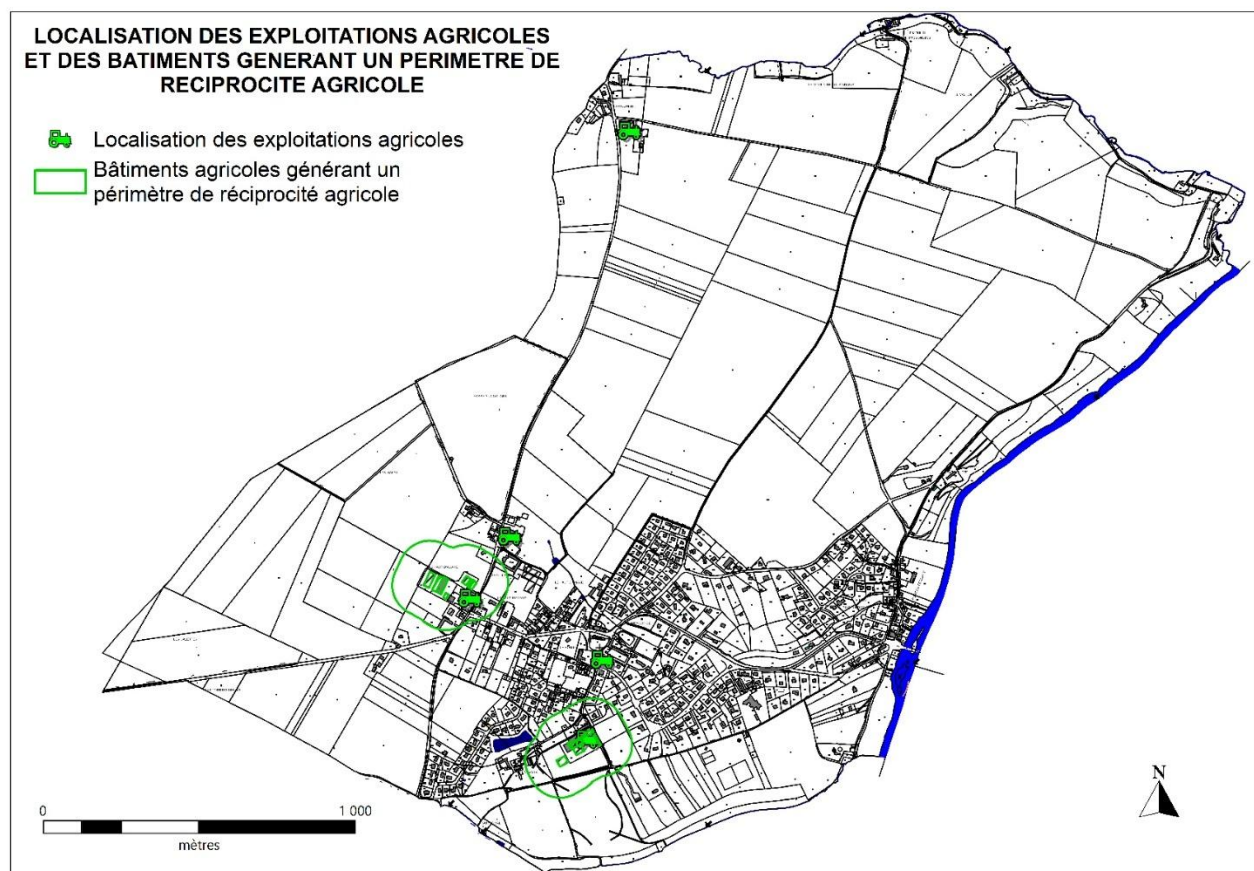 LOCALISATION DES EXPLOITATIONS AGRICOLES
ET DES BATIMENTS GENERANT UN PERIMETRE DE
RECIPROCITE AGRICOLE
Localisation des exploitations agricoles
Bâtiments agricoles générant un
périmètre de réciprocité agricole
N
0 1 000
mètres